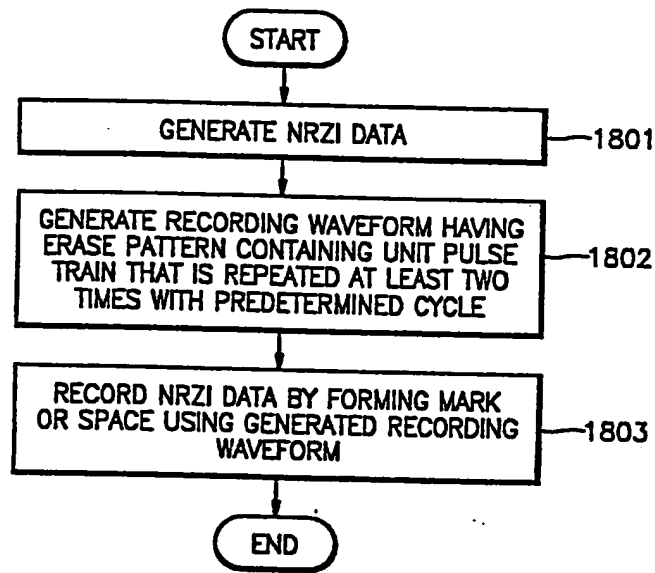 START
GENERATE NRZI DATA
1801
GENERATE RECORDING WAVEFORM HAVING
ERASE PATTERN CONTAINING UNIT PULSE
TRAIN THAT IS REPEATED AT LEAST TWO
TIMES WITH PREDETERMINED CYCLE
1802
RECORD NRZI DATA BY FORMING MARK
OR SPACE USING GENERATED RECORDING
WAVEFORM
1803
END